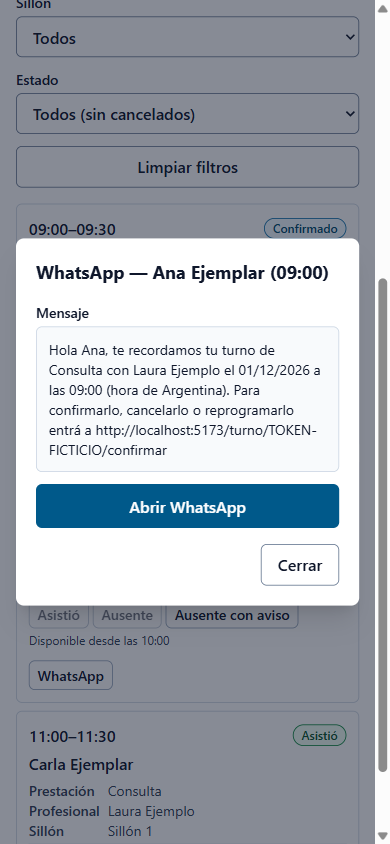 Sillón
Todos
Estado
Todos (sin cancelados)
Limpiar filtros
09:00–09:30
Confirmado
WhatsApp — Ana Ejemplar (09:00)
Mensaje
Hola Ana, te recordamos tu turno de
Consulta con Laura Ejemplo el 01/12/2026 a
las 09:00 (hora de Argentina). Para
confirmarlo, cancelarlo o reprogramarlo
entrá a http://localhost:5173/turno/TOKEN-
FICTICIO/confirmar
Abrir WhatsApp
Cerrar
Asistió
Ausente
Ausente con aviso
Disponible desde las 10:00
WhatsApp
11:00–11:30
Asistió
Carla Ejemplar
Prestación Consulta
Profesional Laura Ejemplo
Sillón Sillón 1